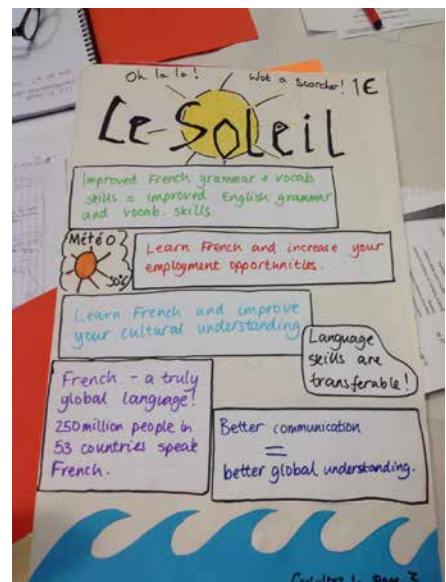 Oh la la! Wot a scorcher! 1€
Le Soleil
Improved French grammar & vocab
skills = improved English grammar
and vocab. skills
Météo
30°
Learn French and increase your
employment opportunities.
Learn French and improve
your cultural understanding
Language
skills are
transferable!
French - a truly
global language!
250 million people in
53 countries speak
French.
Better communication
=
better global understanding.